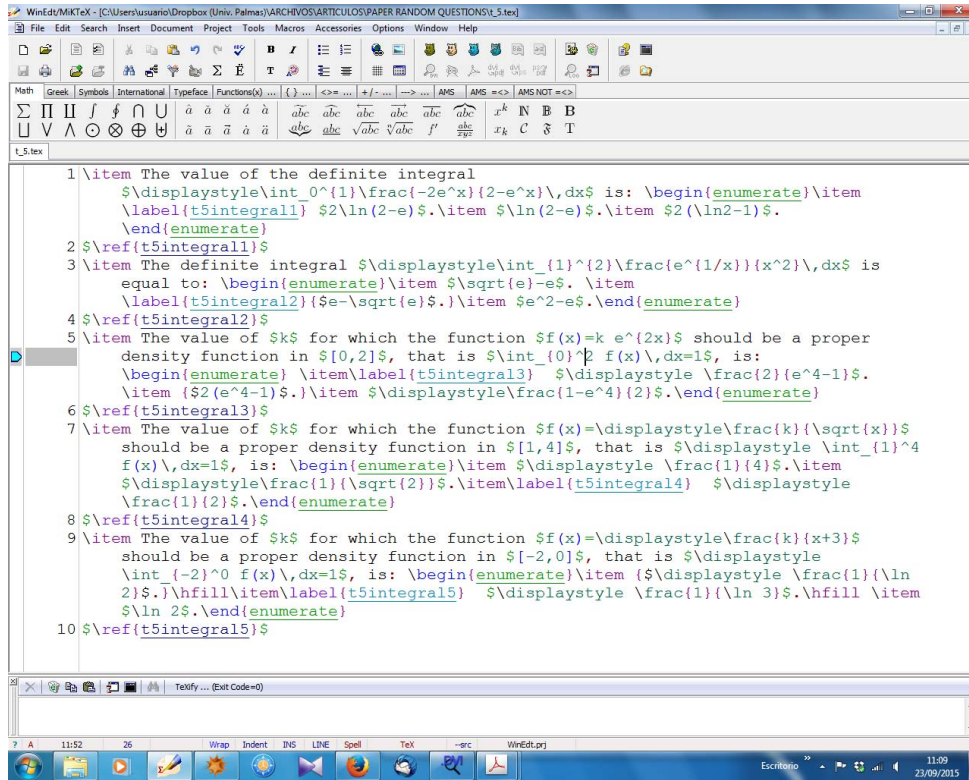 WinEdt/MiKTeX - [C:\Users\usuario\Dropbox (Univ. Palmas)\ARCHIVOS\ARTICULOS\PAPER RANDOM QUESTIONS\t_5.tex]
File Edit Search Insert Document Project Tools Macros Accessories Options Window Help
Math Greek Symbols International Typeface Functions(x) ... { } ... <>= ... +/- ... ---> ... AMS AMS =<> AMS NOT =<>
t_5.tex
1 \item The value of the definite integral
$\displaystyle\int_0^{1}\frac{-2e^x}{2-e^x}\,dx$ is: \begin{enumerate}\item
\label{t5integral1} $2\ln(2-e)$.\item $\ln(2-e)$.\item $2(\ln2-1)$.
\end{enumerate}
2 $\ref{t5integral1}$
3 \item The definite integral $\displaystyle\int_{1}^{2}\frac{e^{1/x}}{x^2}\,dx$ is
equal to: \begin{enumerate}\item $\sqrt{e}-e$. \item
\label{t5integral2}{$e-\sqrt{e}$.}\item $e^2-e$.\end{enumerate}
4 $\ref{t5integral2}$
5 \item The value of $k$ for which the function $f(x)=k e^{2x}$ should be a proper
density function in $[0,2]$, that is $\int_{0}^2 f(x)\,dx=1$, is:
\begin{enumerate} \item\label{t5integral3} $\displaystyle \frac{2}{e^4-1}$.
\item {$2(e^4-1)$.}\item $\displaystyle\frac{1-e^4}{2}$.\end{enumerate}
6 $\ref{t5integral3}$
7 \item The value of $k$ for which the function $f(x)=\displaystyle\frac{k}{\sqrt{x}}$
should be a proper density function in $[1,4]$, that is $\displaystyle \int_{1}^4
f(x)\,dx=1$, is: \begin{enumerate}\item $\displaystyle \frac{1}{4}$.\item
$\displaystyle\frac{1}{\sqrt{2}}$.\item\label{t5integral4} $\displaystyle
\frac{1}{2}$.\end{enumerate}
8 $\ref{t5integral4}$
9 \item The value of $k$ for which the function $f(x)=\displaystyle\frac{k}{x+3}$
should be a proper density function in $[-2,0]$, that is $\displaystyle
\int_{-2}^0 f(x)\,dx=1$, is: \begin{enumerate}\item {$\displaystyle \frac{1}{\ln
2}$.}\hfill\item\label{t5integral5} $\displaystyle \frac{1}{\ln 3}$.\hfill \item
$\ln 2$.\end{enumerate}
10 $\ref{t5integral5}$
TeXify ... (Exit Code=0)
? A 11:52 26 Wrap Indent INS LINE Spell TeX --src WinEdt.prj
Escritorio 11:09
23/09/2015